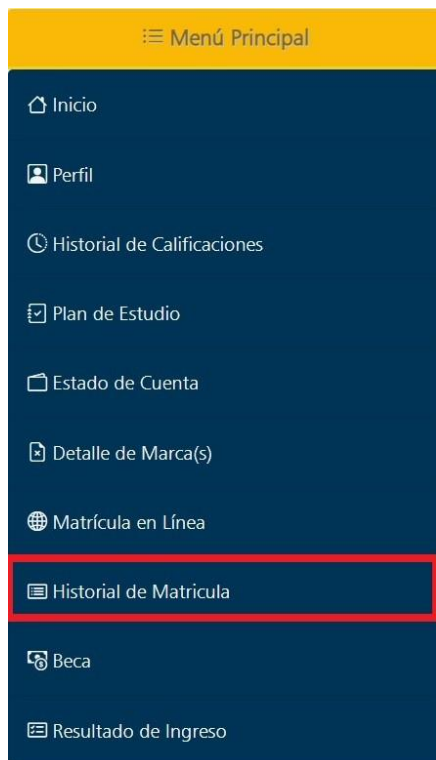 Menú Principal
Inicio
Perfil
Historial de Calificaciones
Plan de Estudio
Estado de Cuenta
Detalle de Marca(s)
Matrícula en Línea
Historial de Matricula
Beca
Resultado de Ingreso